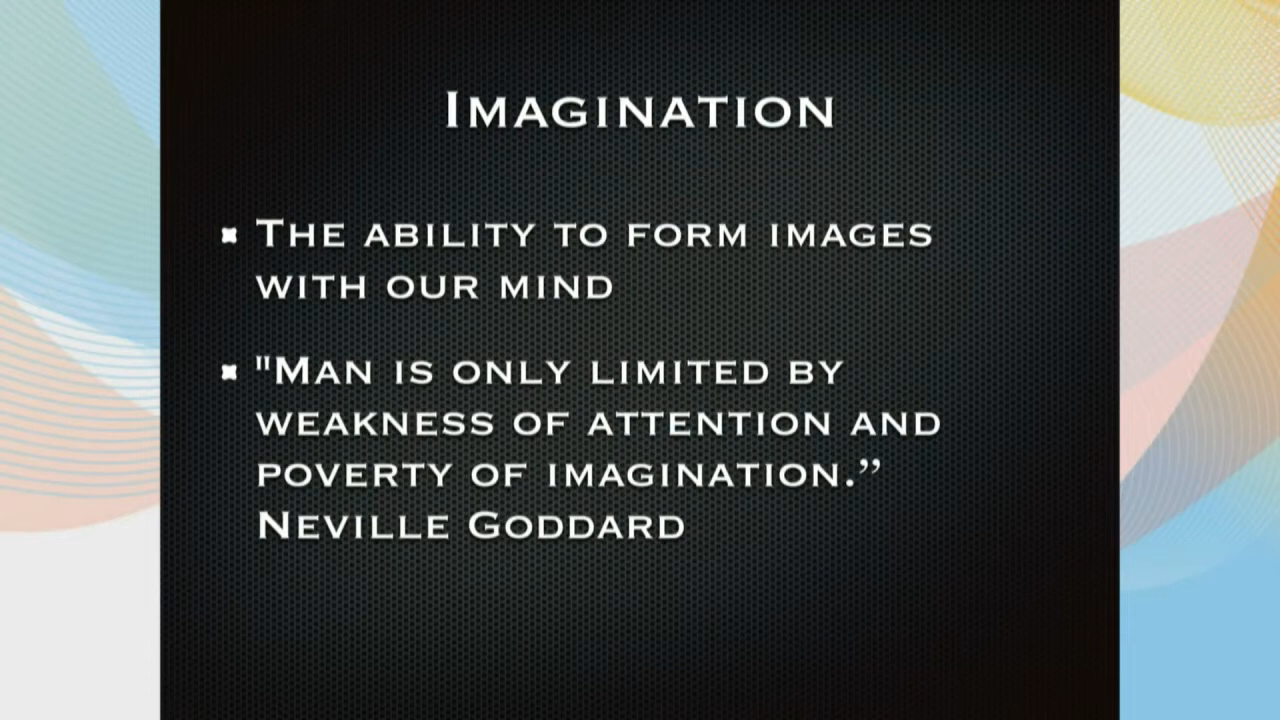 Imagination
The ability to form images
with our mind
"Man is only limited by
weakness of attention and
poverty of imagination.”
Neville Goddard